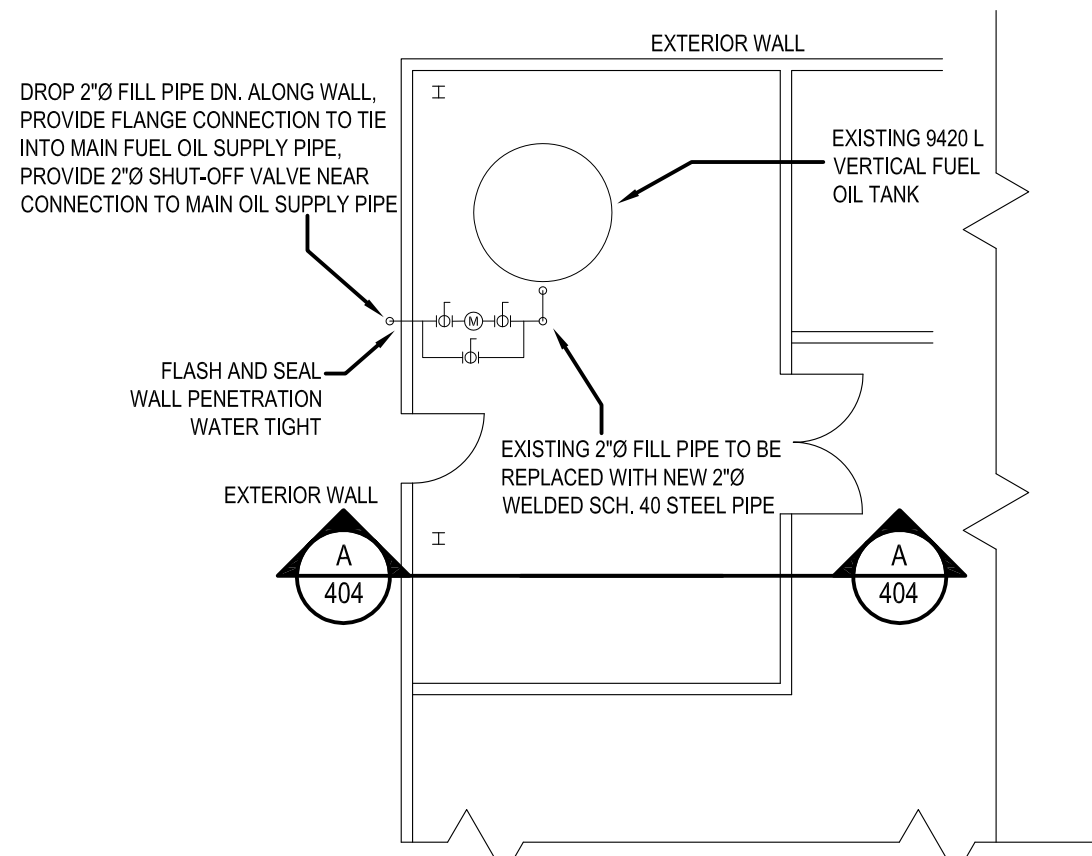 EXTERIOR WALL
DROP 2"Ø FILL PIPE DN. ALONG WALL,
PROVIDE FLANGE CONNECTION TO TIE
INTO MAIN FUEL OIL SUPPLY PIPE,
PROVIDE 2"Ø SHUT-OFF VALVE NEAR
CONNECTION TO MAIN OIL SUPPLY PIPE
EXISTING 9420 L
VERTICAL FUEL
OIL TANK
M
FLASH AND SEAL
WALL PENETRATION
WATER TIGHT
EXISTING 2"Ø FILL PIPE TO BE
REPLACED WITH NEW 2"Ø
WELDED SCH. 40 STEEL PIPE
EXTERIOR WALL
A
404
A
404